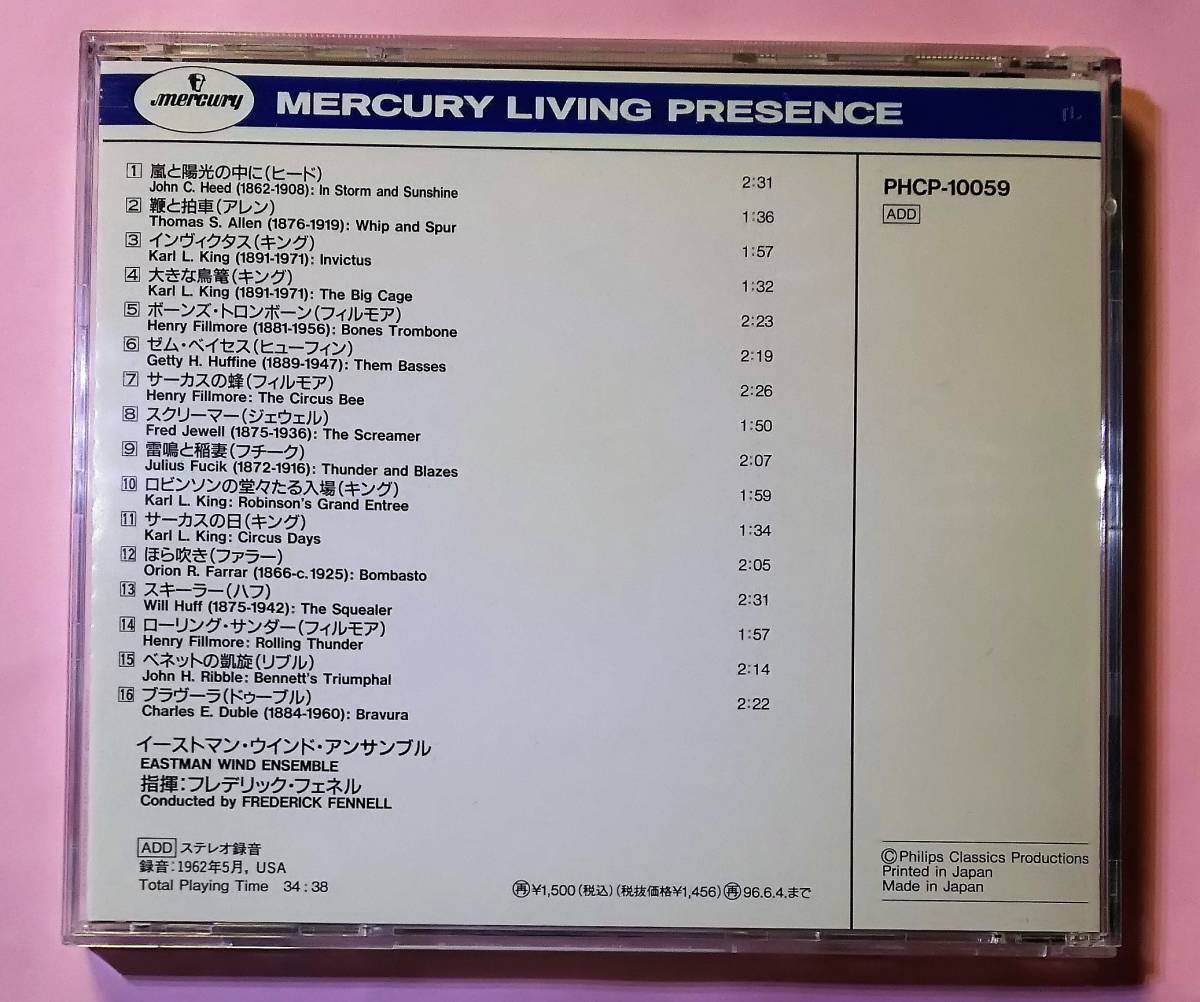 mercury
MERCURY LIVING PRESENCE
1 嵐と陽光の中に(ヒード)
John C. Heed (1862-1908): In Storm and Sunshine 2:31
2 鞭と拍車(アレン)
Thomas S. Allen (1876-1919): Whip and Spur 1:36
3 インヴィクタス(キング)
Karl L. King (1891-1971): Invictus 1:57
4 大きな鳥篭(キング)
Karl L. King (1891-1971): The Big Cage 1:32
5 ボーンズ・トロンボーン(フィルモア)
Henry Fillmore (1881-1956): Bones Trombone 2:23
6 ゼム・ベイセス(ヒューフィン)
Getty H. Huffine (1889-1947): Them Basses 2:19
7 サーカスの蜂(フィルモア)
Henry Fillmore: The Circus Bee 2:26
8 スクリーマー(ジェウェル)
Fred Jewell (1875-1936): The Screamer 1:50
9 雷鳴と稲妻(フチーク)
Julius Fucik (1872-1916): Thunder and Blazes 2:07
10 ロビンソンの堂々たる入場(キング)
Karl L. King: Robinson's Grand Entree 1:59
11 サーカスの日(キング)
Karl L. King: Circus Days 1:34
12 ほら吹き(ファラー)
Orion R. Farrar (1866-c.1925): Bombasto 2:05
13 スキーラー(ハフ)
Will Huff (1875-1942): The Squealer 2:31
14 ローリング・サンダー(フィルモア)
Henry Fillmore: Rolling Thunder 1:57
15 ベネットの凱旋(リブル)
John H. Ribble: Bennett's Triumphal 2:14
16 ブラヴーラ(ドゥーブル)
Charles E. Duble (1884-1960): Bravura 2:22
イーストマン・ウインド・アンサンブル
EASTMAN WIND ENSEMBLE
指揮:フレデリック・フェネル
Conducted by FREDERICK FENNELL
ADD ステレオ録音
録音:1962年5月, USA
Total Playing Time 34:38
再¥1,500(税込)(税抜価格¥1,456)再96.6.4.まで
PHCP-10059
ADD
©Philips Classics Productions
Printed in Japan
Made in Japan